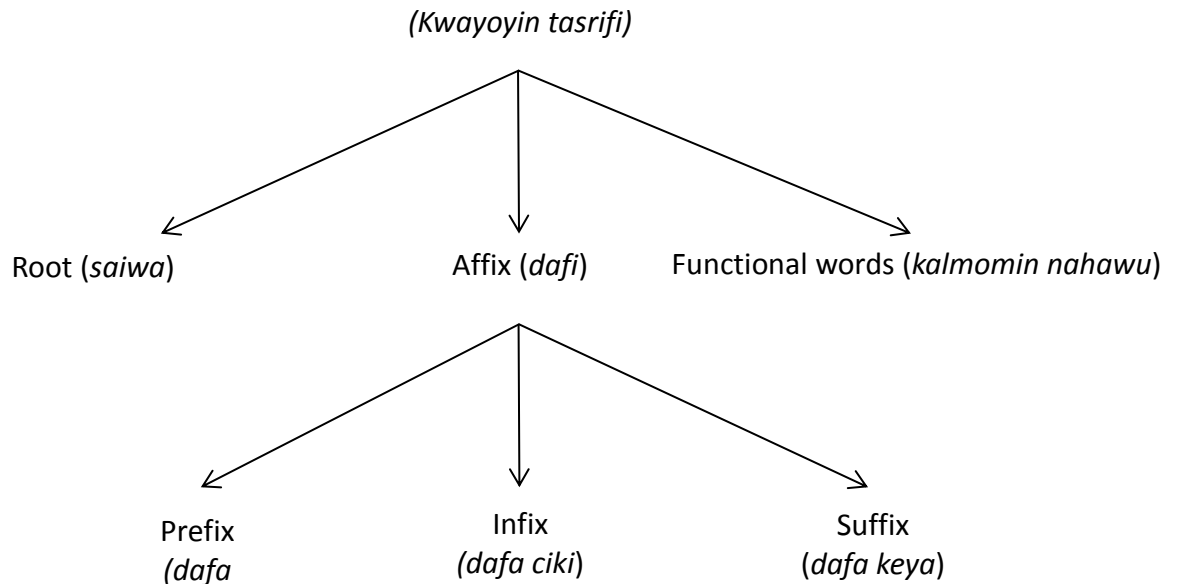 (Kwayoyin tasrifi)
Root (saiwa)
Affix (dafi)
Functional words (kalmomin nahawu)
Prefix
(dafa
Infix
(dafa ciki)
Suffix
(dafa keya)